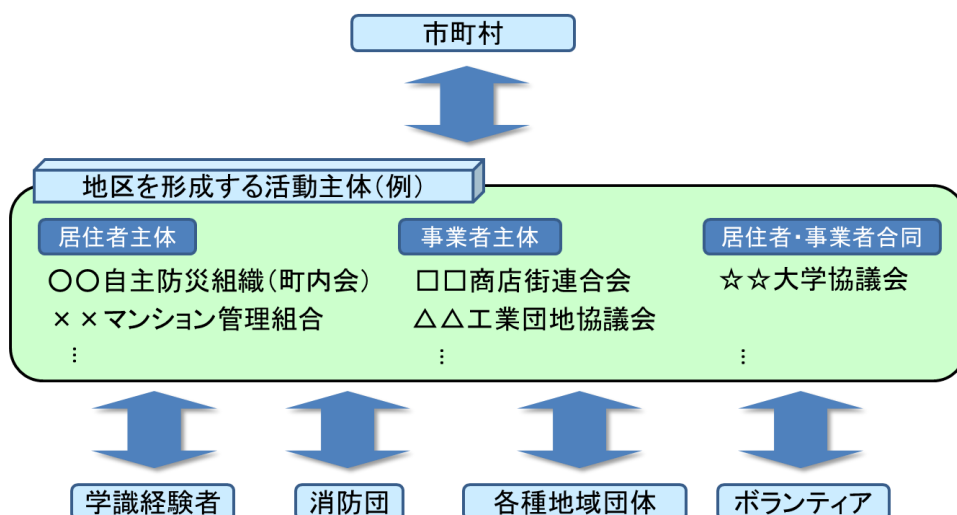 市町村
地区を形成する活動主体(例)
居住者主体
○○自主防災組織(町内会)
××マンション管理組合
⋮
事業者主体
□□商店街連合会
△△工業団地協議会
⋮
居住者・事業者合同
☆☆大学協議会
⋮
学識経験者
消防団
各種地域団体
ボランティア